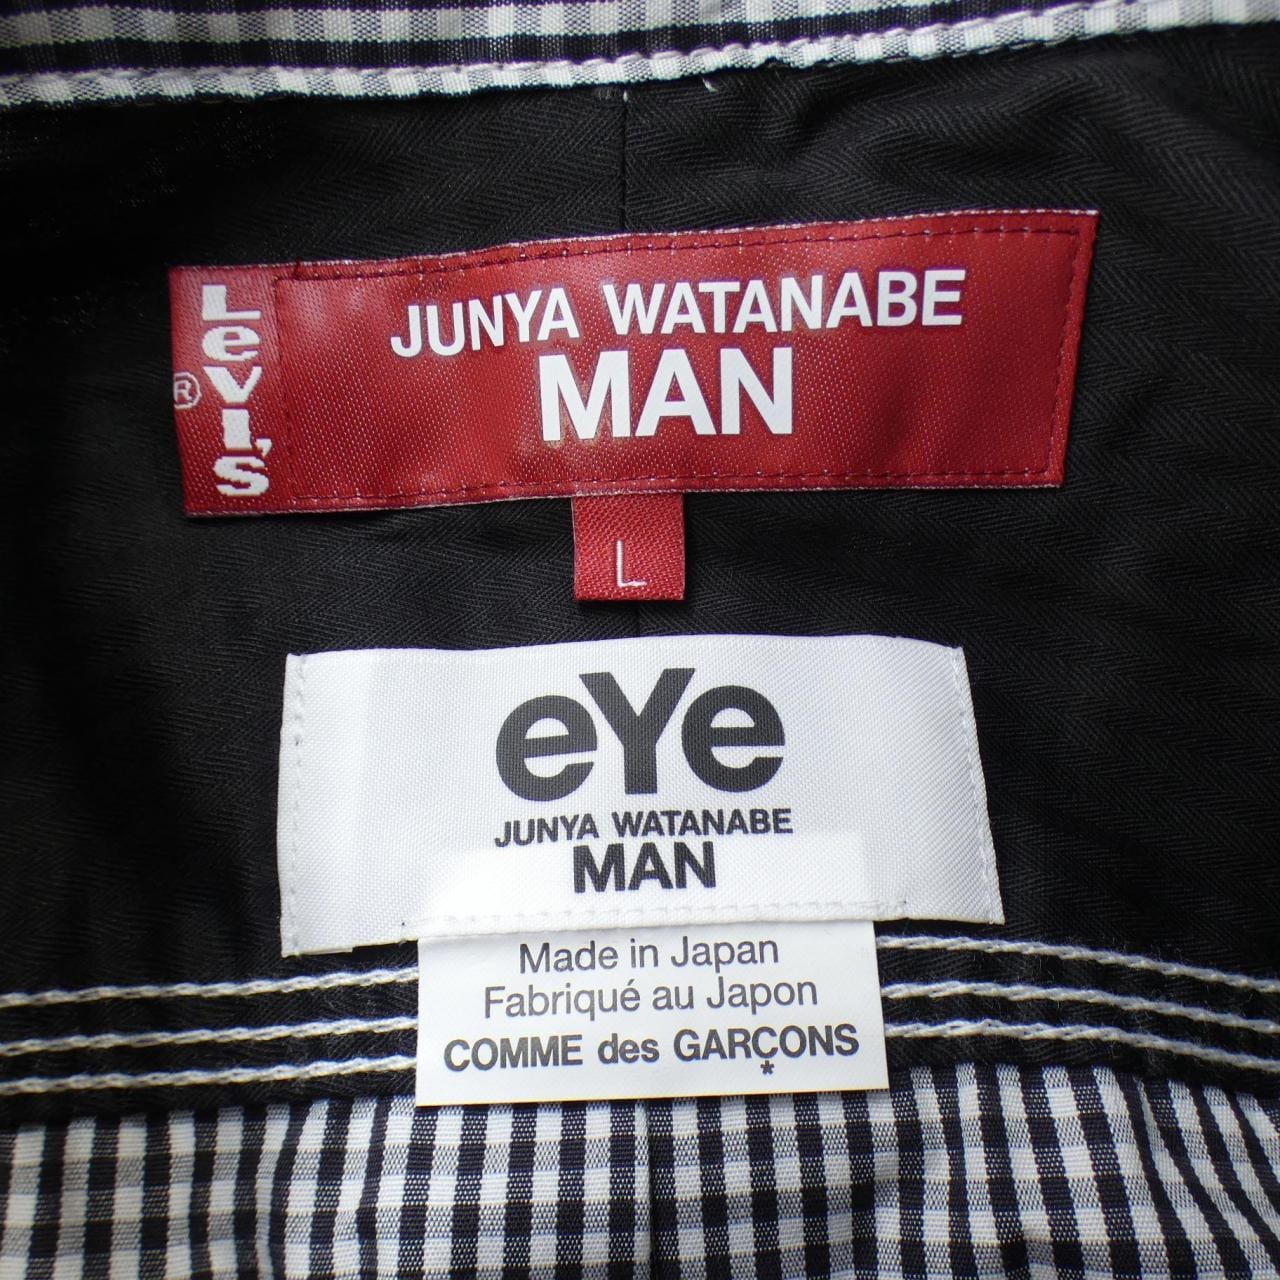 Levi's
®
JUNYA WATANABE
MAN
L
eYe
JUNYA WATANABE
MAN
Made in Japan
Fabriqué au Japon
COMME des GARÇONS
*